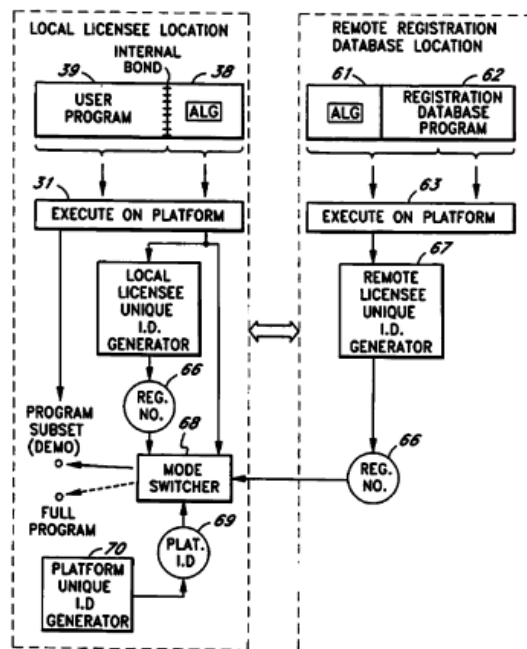 LOCAL LICENSEE LOCATION
INTERNAL
BOND
39
38
USER
PROGRAM
ALG
31
EXECUTE ON PLATFORM
LOCAL
LICENSEE
UNIQUE
I.D.
GENERATOR
66
REG.
NO.
PROGRAM
SUBSET
(DEMO)
68
MODE
SWITCHER
FULL
PROGRAM
69
PLAT.
I.D
70
PLATFORM
UNIQUE
I.D
GENERATOR
REMOTE REGISTRATION
DATABASE LOCATION
61
62
ALG
REGISTRATION
DATABASE
PROGRAM
63
EXECUTE ON PLATFORM
67
REMOTE
LICENSEE
UNIQUE
I.D.
GENERATOR
66
REG.
NO.